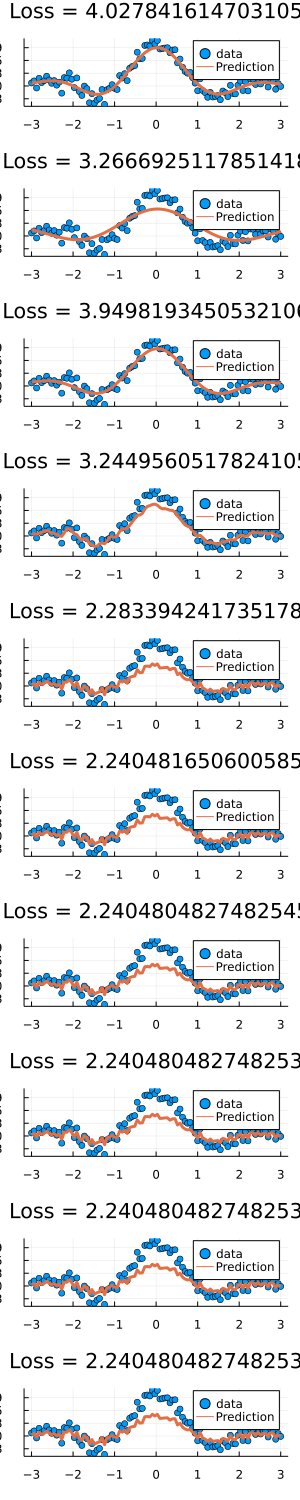 Loss = 4.027841614703105
data
Prediction
-3 -2 -1 0 1 2 3
Loss = 3.2666925117851418
data
Prediction
-3 -2 -1 0 1 2 3
Loss = 3.9498193450532106
data
Prediction
-3 -2 -1 0 1 2 3
Loss = 3.2449560517824105
data
Prediction
-3 -2 -1 0 1 2 3
Loss = 2.283394241735178
data
Prediction
-3 -2 -1 0 1 2 3
Loss = 2.240481650600585
data
Prediction
-3 -2 -1 0 1 2 3
Loss = 2.2404804827482545
data
Prediction
-3 -2 -1 0 1 2 3
Loss = 2.240480482748253
data
Prediction
-3 -2 -1 0 1 2 3
Loss = 2.240480482748253
data
Prediction
-3 -2 -1 0 1 2 3
Loss = 2.240480482748253
data
Prediction
-3 -2 -1 0 1 2 3